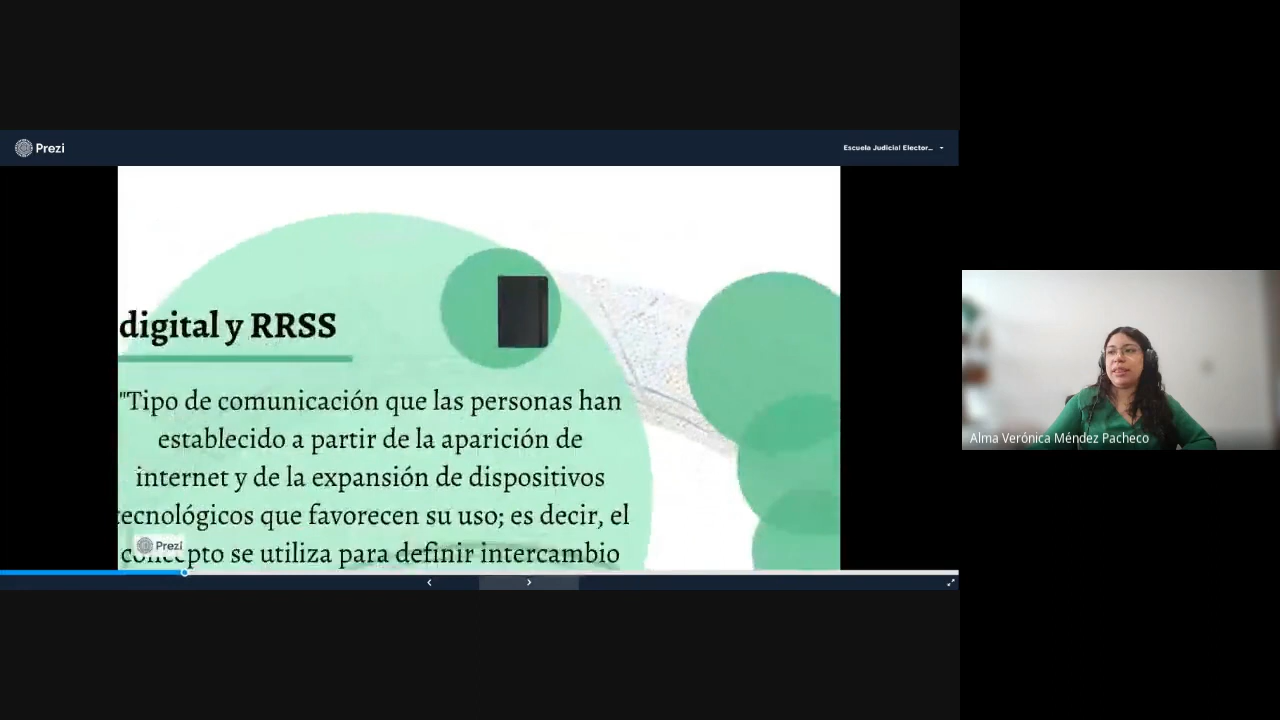 Prezi
Escuela Judicial Elector...
digital y RRSS
"Tipo de comunicación que las personas han
establecido a partir de la aparición de
internet y de la expansión de dispositivos
tecnológicos que favorecen su uso; es decir, el
concepto se utiliza para definir intercambio
Prezi
Alma Verónica Méndez Pacheco